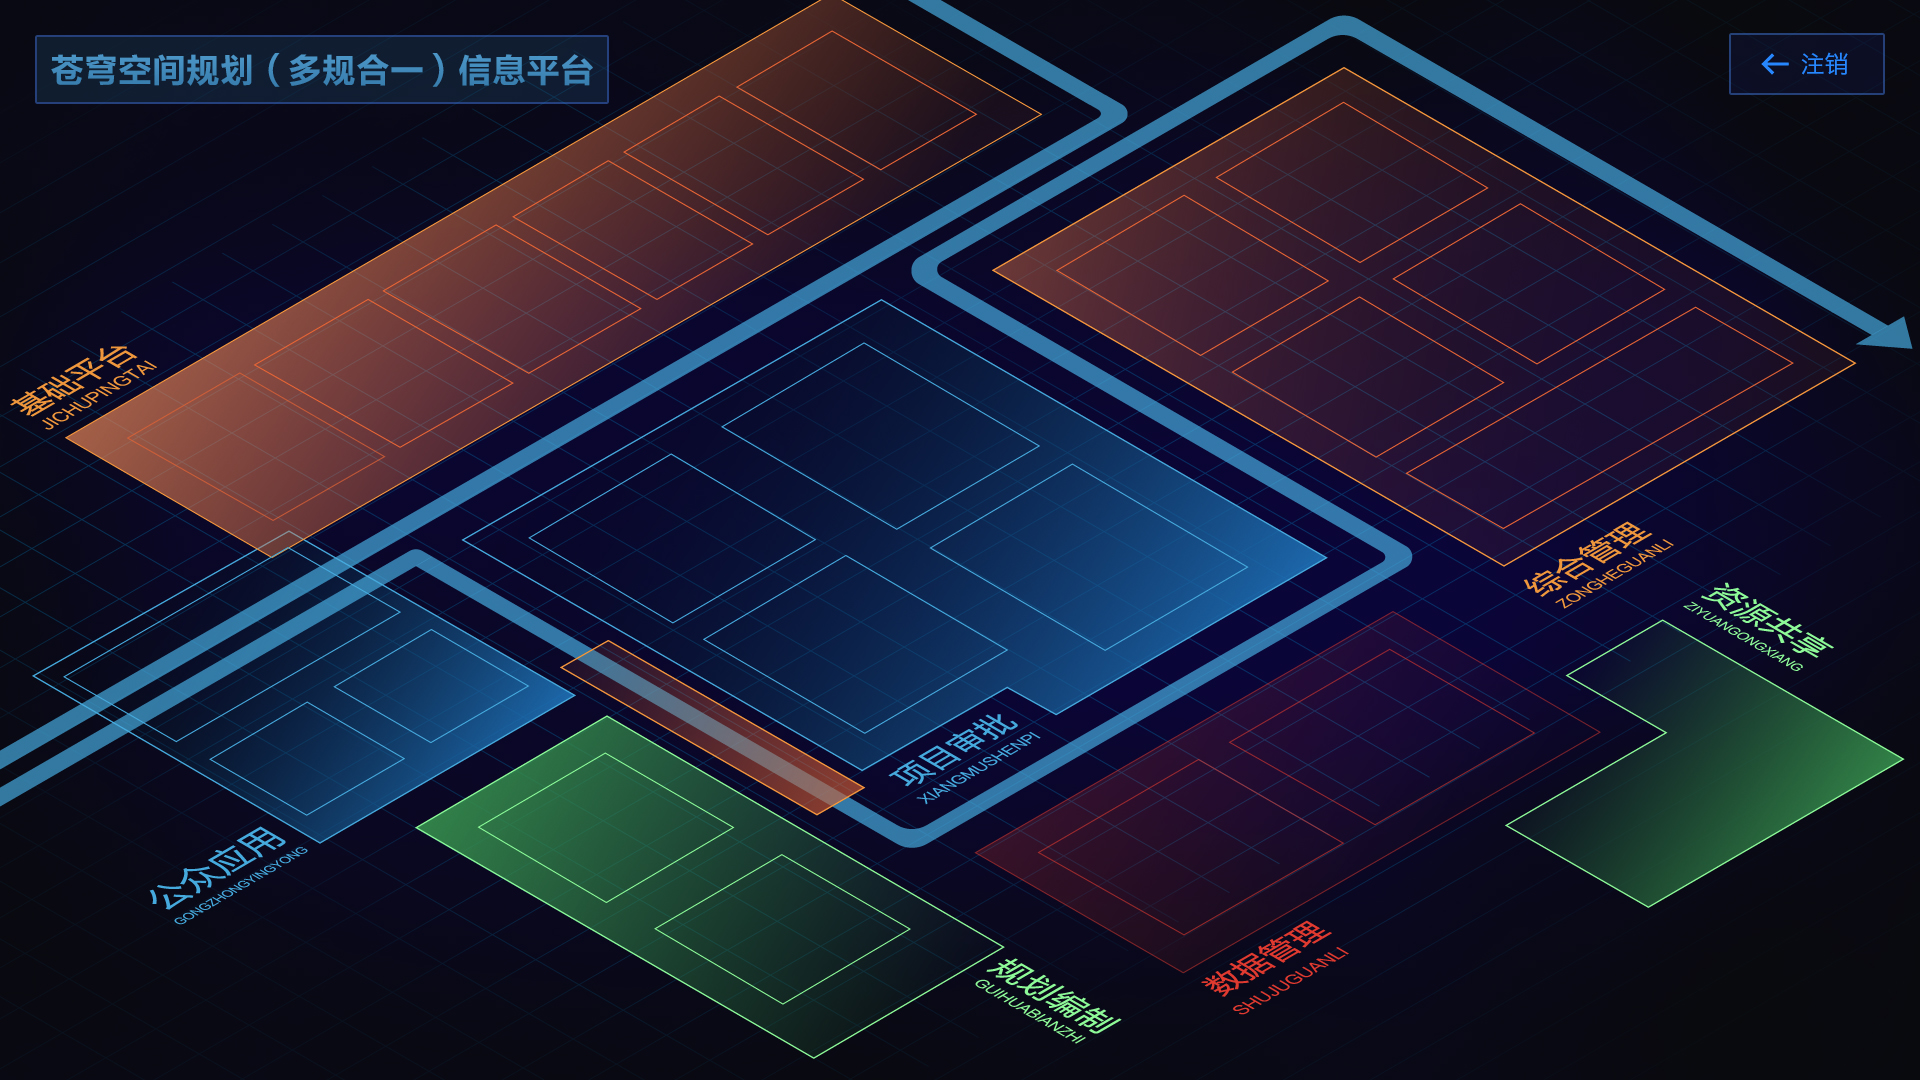 苍穹空间规划（多规合一）信息平台
注销
基础平台
JICHUPINGTAI
综合管理
ZONGHEGUANLI
资源共享
ZIYUANGONGXIANG
项目审批
XIANGMUSHENPI
公众应用
GONGZHONGYINGYONG
规划编制
GUIHUABIANZHI
数据管理
SHUJUGUANLI